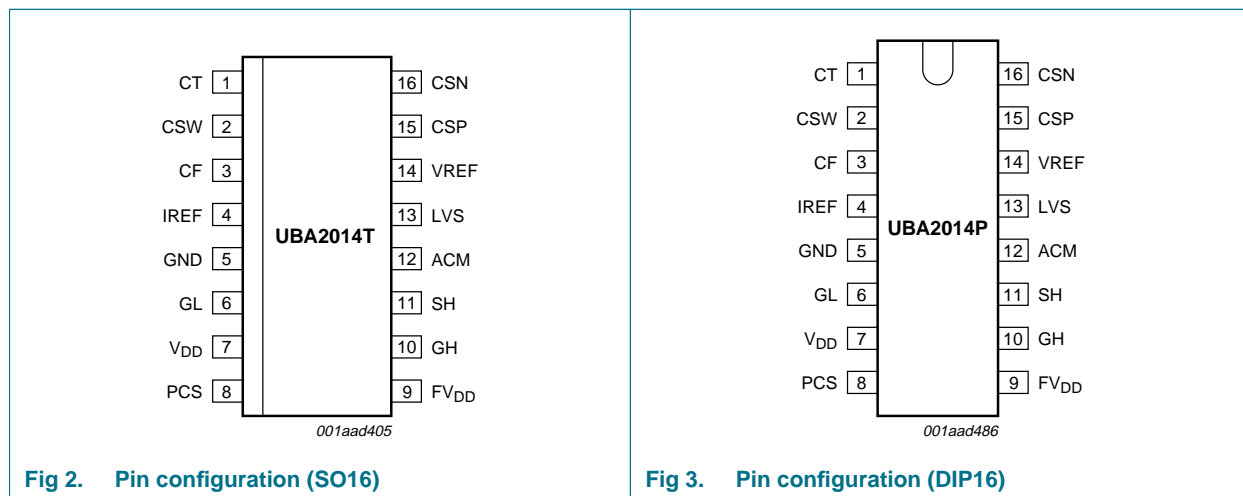 CT 1 16 CSN
CSW 2 15 CSP
CF 3 14 VREF
IREF 4 13 LVS
UBA2014T
GND 5 12 ACM
GL 6 11 SH
VDD 7 10 GH
PCS 8 9 FVDD
001aad405
Fig 2. Pin configuration (SO16)
CT 1 16 CSN
CSW 2 15 CSP
CF 3 14 VREF
IREF 4 13 LVS
UBA2014P
GND 5 12 ACM
GL 6 11 SH
VDD 7 10 GH
PCS 8 9 FVDD
001aad486
Fig 3. Pin configuration (DIP16)